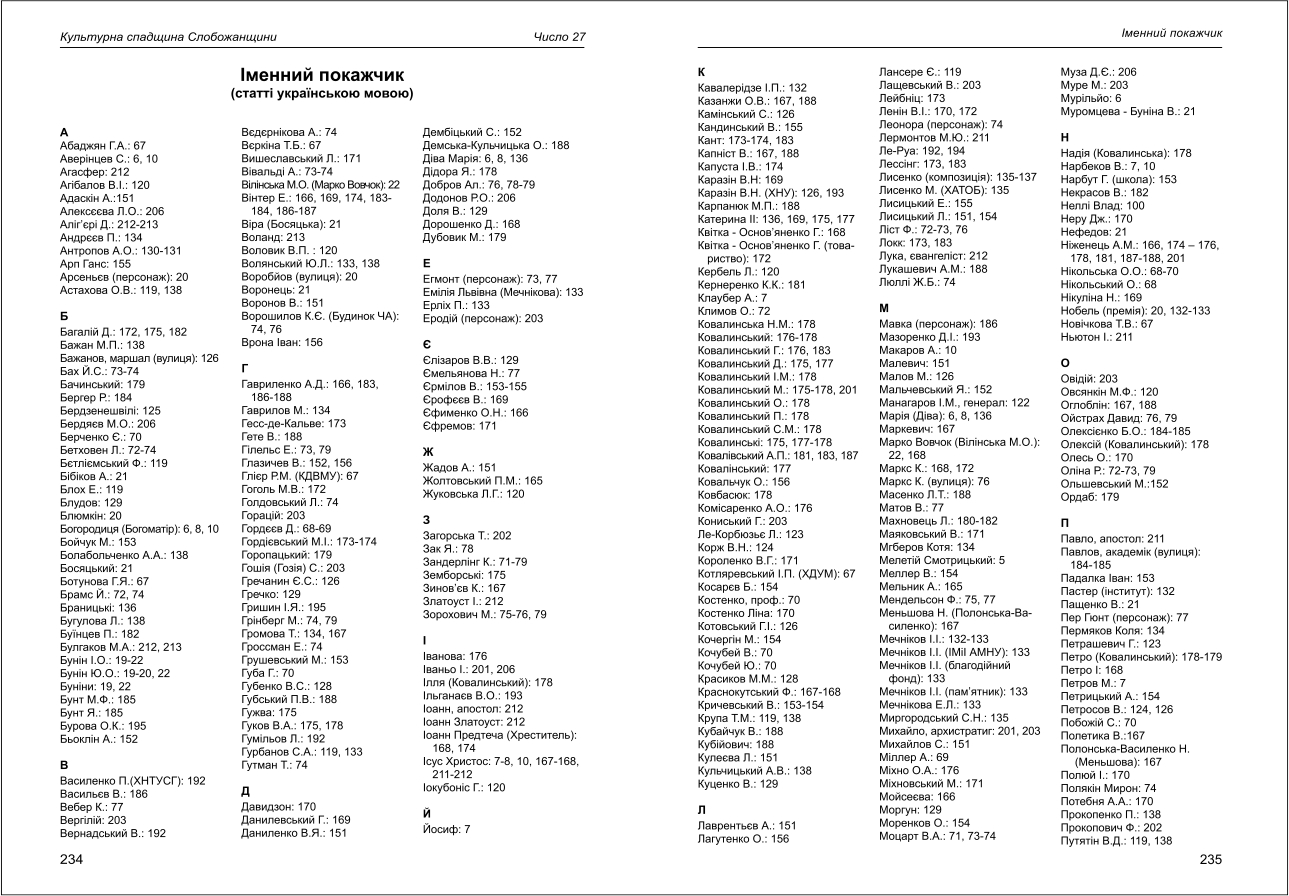 Культурна спадщина Слобожанщини
Число 27
Іменний покажчик
(статті українською мовою)
А
Абаджян Г.А.: 67
Аверінцев С.: 6, 10
Агасфер: 212
Агібалов В.І.: 120
Адаскін А.:151
Алексєєва Л.О.: 206
Аліг’єрі Д.: 212-213
Андрєєв П.: 134
Антропов А.О.: 130-131
Арп Ганс: 155
Арсеньєв (персонаж): 20
Астахова О.В.: 119, 138
Б
Багалій Д.: 172, 175, 182
Бажан М.П.: 138
Бажанов, маршал (вулиця): 126
Бах Й.С.: 73-74
Бачинський: 179
Бергер Р.: 184
Бердзенешвілі: 125
Бердяєв М.О.: 206
Берченко Є.: 70
Бетховен Л.: 72-74
Бєтліємський Ф.: 119
Бібіков А.: 21
Блох Е.: 119
Блудов: 129
Блюмкін: 20
Богородиця (Богоматір): 6, 8, 10
Бойчук М.: 153
Болабольченко А.А.: 138
Босяцький: 21
Ботунова Г.Я.: 67
Брамс Й.: 72, 74
Браницькі: 136
Бугулова Л.: 138
Буїнцев П.: 182
Булгаков М.А.: 212, 213
Бунін І.О.: 19-22
Бунін Ю.О.: 19-20, 22
Буніни: 19, 22
Бунт М.Ф.: 185
Бунт Я.: 185
Бурова О.К.: 195
Бьоклін А.: 152
В
Василенко П.(ХНТУСГ): 192
Васильєв В.: 186
Вебер К.: 77
Вергілій: 203
Вернадський В.: 192
Вєдєрнікова А.: 74
Вєркіна Т.Б.: 67
Вишеславський Л.: 171
Вівальді А.: 73-74
Вілінська М.О. (Марко Вовчок): 22
Вінтер Е.: 166, 169, 174, 183-
184, 186-187
Віра (Босяцька): 21
Воланд: 213
Воловик В.П. : 120
Волянський Ю.Л.: 133, 138
Воробйов (вулиця): 20
Воронець: 21
Воронов В.: 151
Ворошилов К.Є. (Будинок ЧА):
74, 76
Врона Іван: 156
Г
Гавриленко А.Д.: 166, 183,
186-188
Гаврилов М.: 134
Гесс-де-Кальве: 173
Гете В.: 188
Гілельс Е.: 73, 79
Глазичев В.: 152, 156
Глієр Р.М. (КДВМУ): 67
Гоголь М.В.: 172
Голдовський Л.: 74
Горацій: 203
Гордєєв Д.: 68-69
Гордієвський М.І.: 173-174
Горопацький: 179
Гошія (Гозія) С.: 203
Гречанин Є.С.: 126
Гречко: 129
Гришин І.Я.: 195
Грінберг М.: 74, 79
Громова Т.: 134, 167
Гроссман Е.: 74
Грушевський М.: 153
Губа Г.: 70
Губенко В.С.: 128
Губський П.В.: 188
Гужва: 175
Гуков В.А.: 175, 178
Гумільов Л.: 192
Гурбанов С.А.: 119, 133
Гутман Т.: 74
Д
Давидзон: 170
Данилевський Г.: 169
Даниленко В.Я.: 151
Дембіцький С.: 152
Демська-Кульчицька О.: 188
Діва Марія: 6, 8, 136
Дідора Я.: 178
Добров Ал.: 76, 78-79
Додонов Р.О.: 206
Доля В.: 129
Дорошенко Д.: 168
Дубовик М.: 179
Е
Егмонт (персонаж): 73, 77
Емілія Львівна (Мечнікова): 133
Ерліх П.: 133
Еродій (персонаж): 203
Є
Єлізаров В.В.: 129
Ємельянова Н.: 77
Єрмілов В.: 153-155
Єрофєєв В.: 169
Єфименко О.Н.: 166
Єфремов: 171
Ж
Жадов А.: 151
Жолтовський П.М.: 165
Жуковська Л.Г.: 120
З
Загорська Т.: 202
Зак Я.: 78
Зандерлінг К.: 71-79
Земборські: 175
Зинов’єв К.: 167
Златоуст І.: 212
Зорохович М.: 75-76, 79
І
Іванова: 176
Іваньо І.: 201, 206
Ілля (Ковалинський): 178
Ільганаєв В.О.: 193
Іоанн, апостол: 212
Іоанн Златоуст: 212
Іоанн Предтеча (Хреститель):
168, 174
Ісус Христос: 7-8, 10, 167-168,
211-212
Іокубоніс Г.: 120
Й
Йосиф: 7
234
Іменний покажчик
К
Кавалерідзе І.П.: 132
Казанжи О.В.: 167, 188
Камінський С.: 126
Кандинський В.: 155
Кант: 173-174, 183
Капніст В.: 167, 188
Капуста І.В.: 174
Каразін В.Н: 169
Каразін В.Н. (ХНУ): 126, 193
Карпанюк М.П.: 188
Катерина ІІ: 136, 169, 175, 177
Квітка - Основ’яненко Г.: 168
Квітка - Основ’яненко Г. (това-
риство): 172
Кербель Л.: 120
Кернеренко К.К.: 181
Клаубер А.: 7
Климов О.: 72
Ковалинська Н.М.: 178
Ковалинський: 176-178
Ковалинський Г.: 176, 183
Ковалинський Д.: 175, 177
Ковалинський І.М.: 178
Ковалинський М.: 175-178, 201
Ковалинський О.: 178
Ковалинський П.: 178
Ковалинський С.М.: 178
Ковалинські: 175, 177-178
Ковалівський А.П.: 181, 183, 187
Ковалінський: 177
Ковальчук О.: 156
Ковбасюк: 178
Комісаренко А.О.: 176
Кониський Г.: 203
Ле-Корбюзьє Л.: 123
Корж В.Н.: 124
Короленко В.Г.: 171
Котляревський І.П. (ХДУМ): 67
Косарєв Б.: 154
Костенко, проф.: 70
Костенко Ліна: 170
Котовський Г.І.: 126
Кочергін М.: 154
Кочубей В.: 70
Кочубей Ю.: 70
Красиков М.М.: 128
Краснокутський Ф.: 167-168
Кричевський В.: 153-154
Крупа Т.М.: 119, 138
Кубайчук В.: 188
Кубійович: 188
Кулеєва Л.: 151
Кульчицький А.В.: 138
Куценко В.: 129
Л
Лаврентьєв А.: 151
Лагутенко О.: 156
Лансере Є.: 119
Лащевський В.: 203
Лейбніц: 173
Ленін В.І.: 170, 172
Леонора (персонаж): 74
Лермонтов М.Ю.: 211
Ле-Руа: 192, 194
Лессінг: 173, 183
Лисенко (композиція): 135-137
Лисенко М. (ХАТОБ): 135
Лисицький Е.: 155
Лисицький Л.: 151, 154
Ліст Ф.: 72-73, 76
Локк: 173, 183
Лука, євангеліст: 212
Лукашевич А.М.: 188
Люллі Ж.Б.: 74
М
Мавка (персонаж): 186
Мазоренко Д.І.: 193
Макаров А.: 10
Малевич: 151
Малов М.: 126
Мальчевський Я.: 152
Манагаров І.М., генерал: 122
Марія (Діва): 6, 8, 136
Маркевич: 167
Марко Вовчок (Вілінська М.О.):
22, 168
Маркс К.: 168, 172
Маркс К. (вулиця): 76
Масенко Л.Т.: 188
Матов В.: 77
Махновець Л.: 180-182
Маяковський В.: 171
Мгберов Котя: 134
Мелетій Смотрицький: 5
Меллер В.: 154
Мельник А.: 165
Мендельсон Ф.: 75, 77
Меньшова Н. (Полонська-Ва-
силенко): 167
Мечніков І.І.: 132-133
Мечніков І.І. (ІМіІ АМНУ): 133
Мечніков І.І. (благодійний
фонд): 133
Мечніков І.І. (пам’ятник): 133
Мечнікова Е.Л.: 133
Миргородський С.Н.: 135
Михайло, архистратиг: 201, 203
Михайлов С.: 151
Міллер А.: 69
Міхно О.А.: 176
Міхновський М.: 171
Мойсеєва: 166
Моргун: 129
Моренков О.: 154
Моцарт В.А.: 71, 73-74
Муза Д.Є.: 206
Муре М.: 203
Мурільйо: 6
Муромцева - Буніна В.: 21
Н
Надія (Ковалинська): 178
Нарбеков В.: 7, 10
Нарбут Г. (школа): 153
Некрасов В.: 182
Неллі Влад: 100
Неру Дж.: 170
Нефедов: 21
Ніженець А.М.: 166, 174 – 176,
178, 181, 187-188, 201
Нікольська О.О.: 68-70
Нікольський О.: 68
Нікуліна Н.: 169
Нобель (премія): 20, 132-133
Новічкова Т.В.: 67
Ньютон І.: 211
О
Овідій: 203
Овсянкін М.Ф.: 120
Оглоблін: 167, 188
Ойстрах Давид: 76, 79
Олексієнко Б.О.: 184-185
Олексій (Ковалинський): 178
Олесь О.: 170
Оліна Р.: 72-73, 79
Ольшевський М.:152
Ордаб: 179
П
Павло, апостол: 211
Павлов, академік (вулиця):
184-185
Падалка Іван: 153
Пастер (інститут): 132
Пащенко В.: 21
Пер Гюнт (персонаж): 77
Пермяков Коля: 134
Петрашевич Г.: 123
Петро (Ковалинський): 178-179
Петро І: 168
Петров М.: 7
Петрицький А.: 154
Петросов В.: 124, 126
Побожій С.: 70
Полетика В.:167
Полонська-Василенко Н.
(Меньшова): 167
Полюй І.: 170
Полякін Мирон: 74
Потебня А.А.: 170
Прокопенко П.: 138
Прокопович Ф.: 202
Путятін В.Д.: 119, 138
235